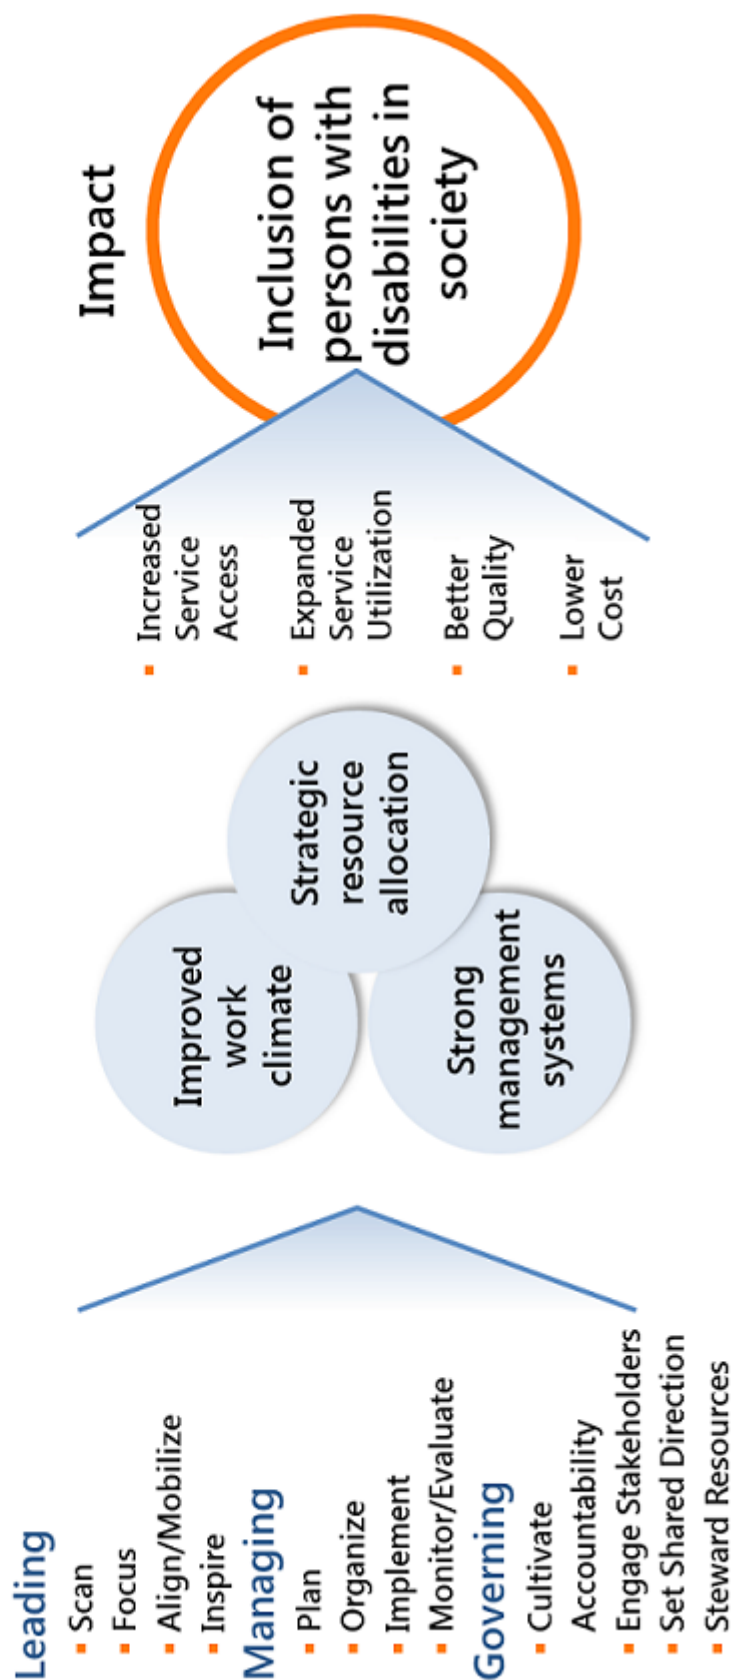 Leading
▪ Scan
▪ Focus
▪ Align/Mobilize
▪ Inspire
Managing
▪ Plan
▪ Organize
▪ Implement
▪ Monitor/Evaluate
Governing
▪ Cultivate
Accountability
▪ Engage Stakeholders
▪ Set Shared Direction
▪ Steward Resources
Improved
work
climate
Strong
management
systems
Strategic
resource
allocation
▪ Increased
Service
Access
▪ Expanded
Service
Utilization
▪ Better
Quality
▪ Lower
Cost
Impact
Inclusion of
persons with
disabilities in
society